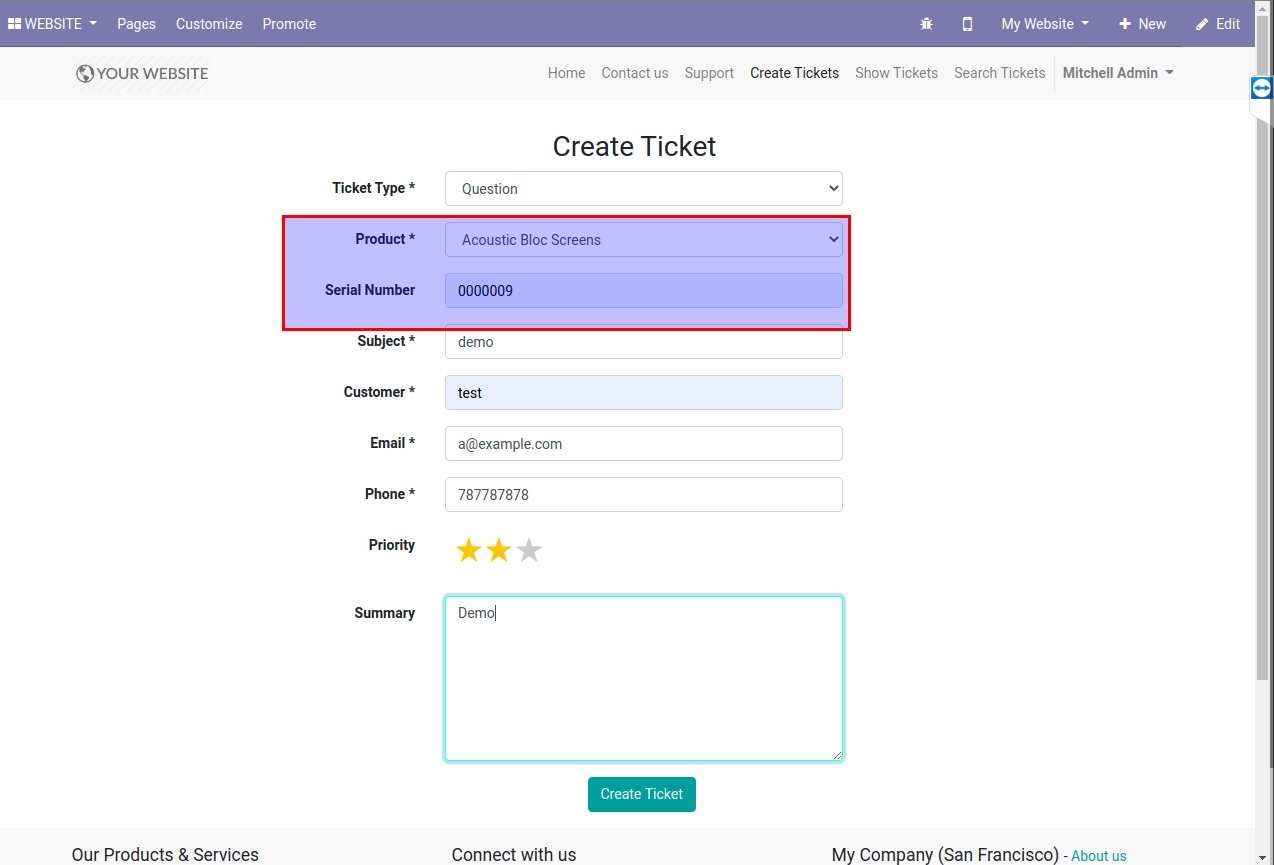 WEBSITE Pages Customize Promote My Website New Edit
YOUR WEBSITE Home Contact us Support Create Tickets Show Tickets Search Tickets Mitchell Admin
Create Ticket
Ticket Type * Question
Product * Acoustic Bloc Screens
Serial Number 0000009
Subject * demo
Customer * test
Email * a@example.com
Phone * 787787878
Priority
Summary Demo
Create Ticket
Our Products & Services Connect with us My Company (San Francisco) - About us